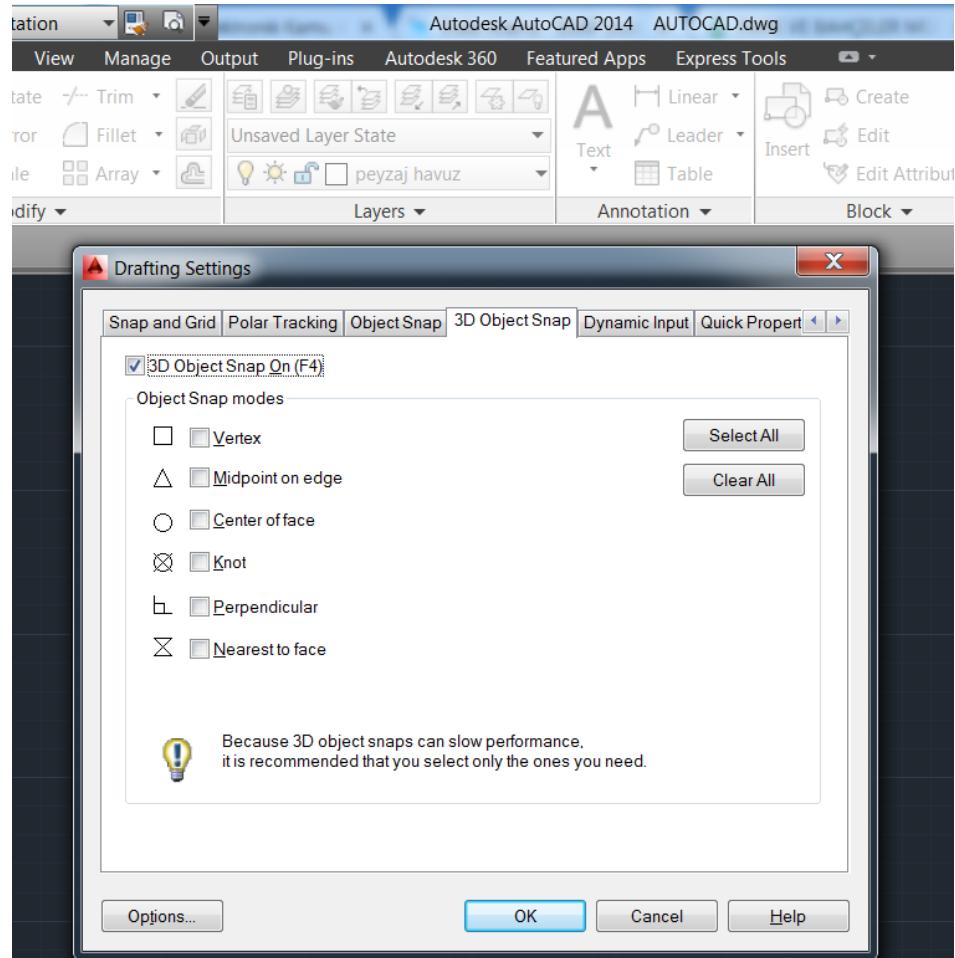 tation Autodesk AutoCAD 2014 AUTOCAD.dwg
View Manage Output Plug-ins Autodesk 360 Featured Apps Express Tools
tate Trim Linear Create
ror Fillet Unsaved Layer State Leader Edit
Text Insert
le Array peyzaj havuz Table Edit Attribut
dify Layers Annotation Block
Drafting Settings X
Snap and Grid Polar Tracking Object Snap 3D Object Snap Dynamic Input Quick Propert
3D Object Snap On (F4)
Object Snap modes
Vertex Select All
Midpoint on edge Clear All
Center of face
Knot
Perpendicular
Nearest to face
Because 3D object snaps can slow performance,
it is recommended that you select only the ones you need.
Options... OK Cancel Help